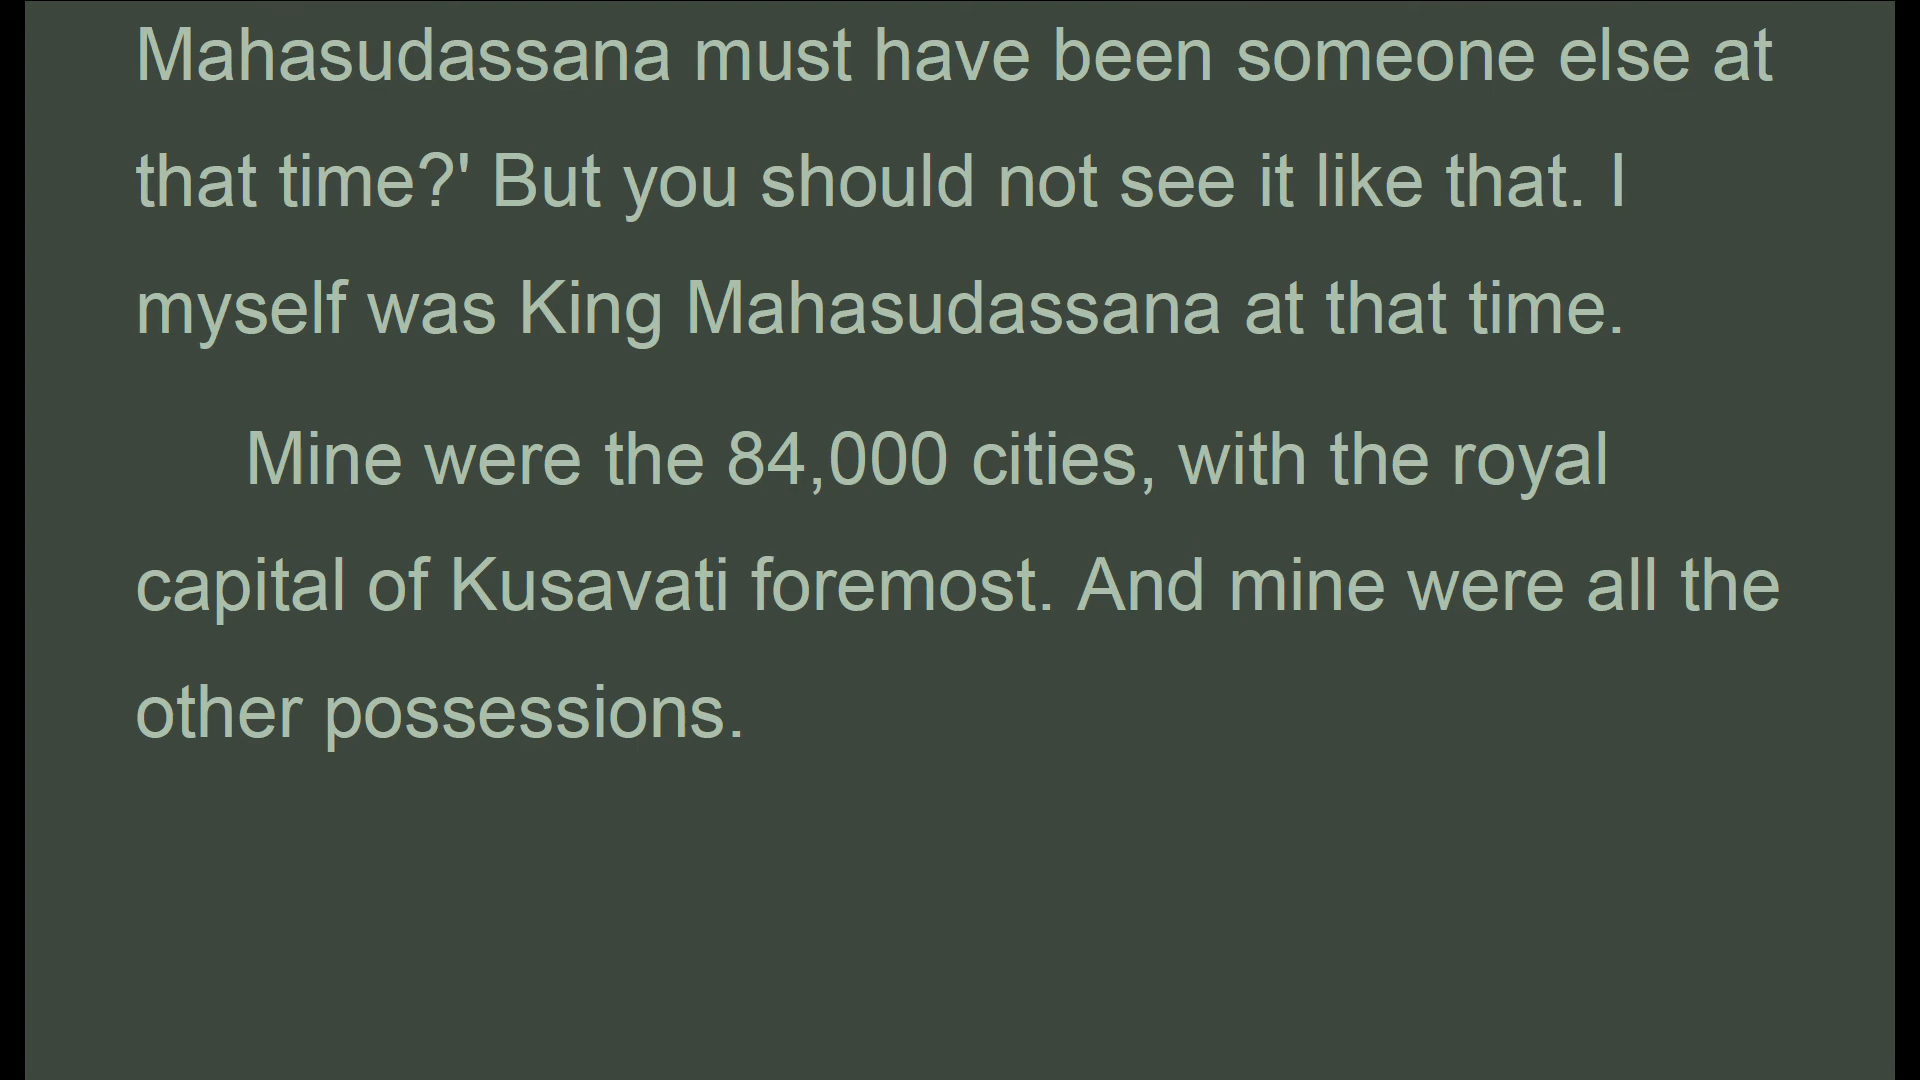 Mahasudassana must have been someone else at
that time?' But you should not see it like that. I
myself was King Mahasudassana at that time.
Mine were the 84,000 cities, with the royal
capital of Kusavati foremost. And mine were all the
other possessions.